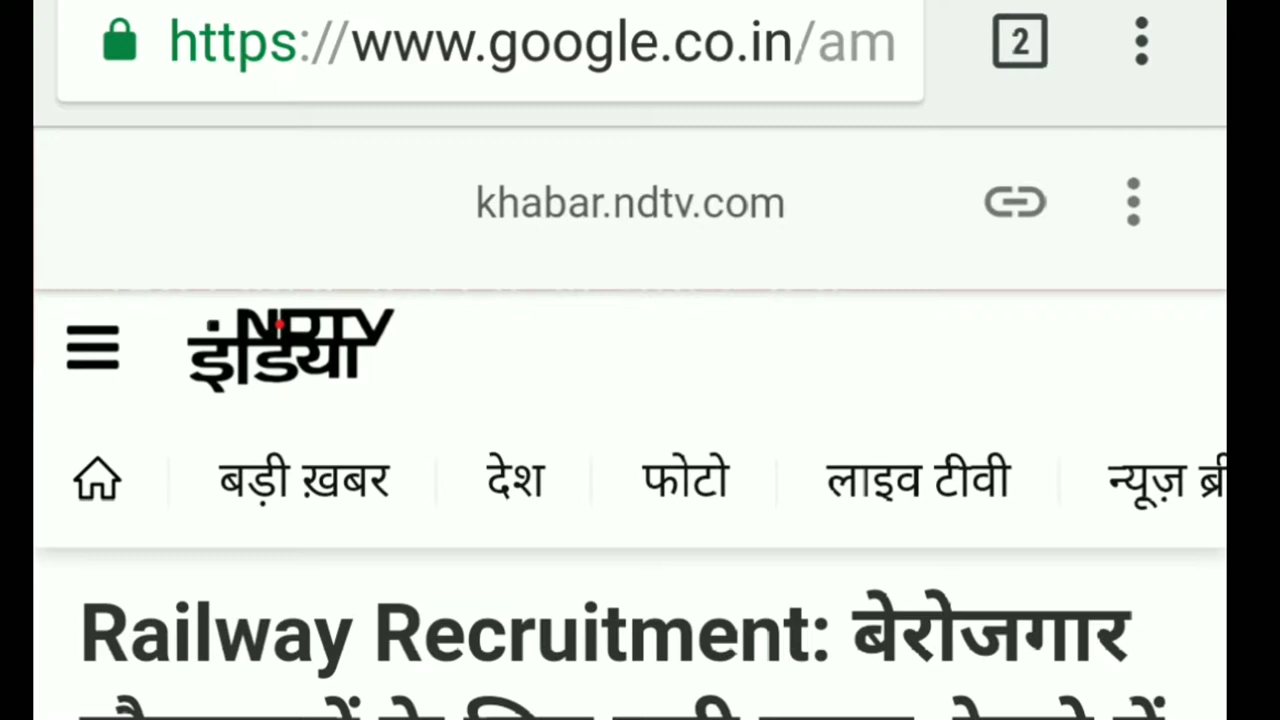 https://www.google.co.in/am
2
khabar.ndtv.com
NDTV
इंडिया
बड़ी ख़बर
देश
फोटो
लाइव टीवी
न्यूज़ ब्री
Railway Recruitment: बेरोजगार